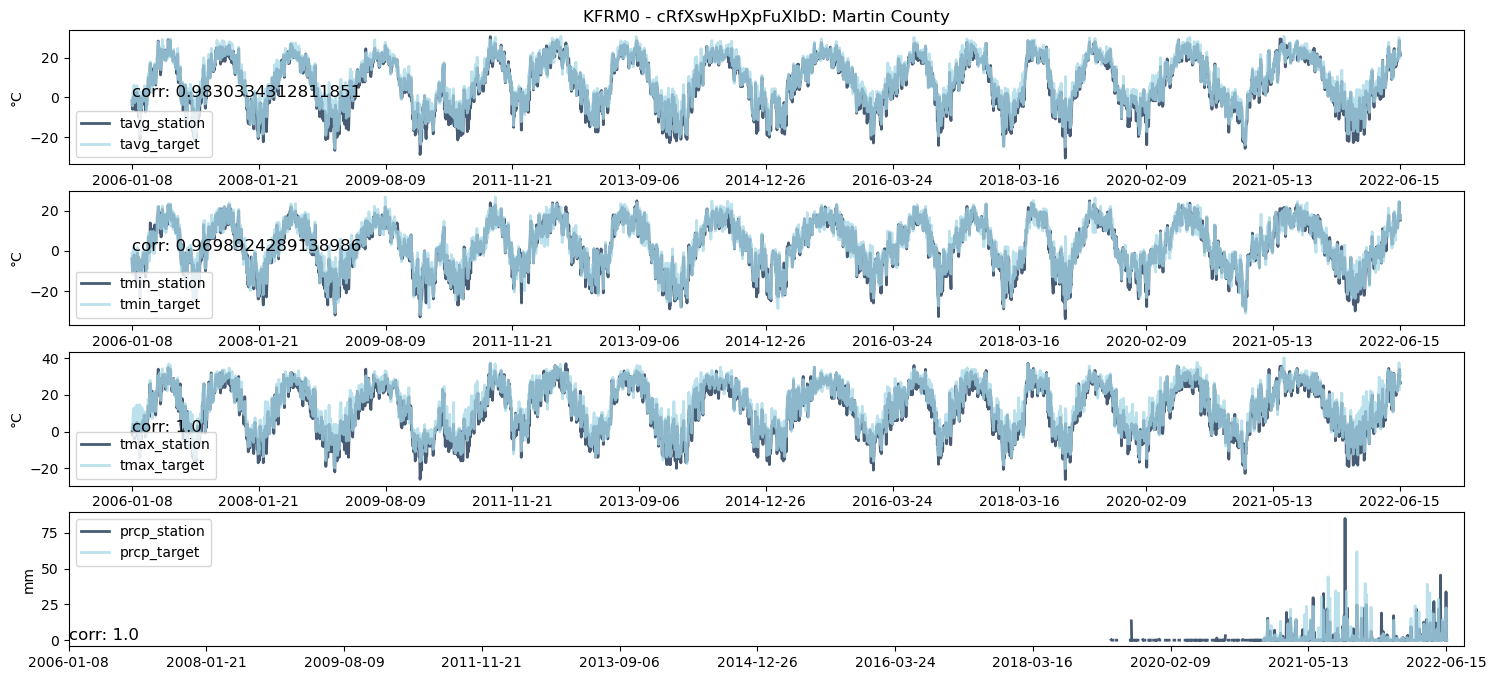 KFRM0 - cRfXswHpXpFuXIbD: Martin County
20
0
−20
°C
corr: 0.9830334312811851
tavg_station
tavg_target
2006-01-08 2008-01-21 2009-08-09 2011-11-21 2013-09-06 2014-12-26 2016-03-24 2018-03-16 2020-02-09 2021-05-13 2022-06-15
20
0
−20
°C
corr: 0.9698924289138986
tmin_station
tmin_target
2006-01-08 2008-01-21 2009-08-09 2011-11-21 2013-09-06 2014-12-26 2016-03-24 2018-03-16 2020-02-09 2021-05-13 2022-06-15
40
20
0
−20
°C
corr: 1.0
tmax_station
tmax_target
2006-01-08 2008-01-21 2009-08-09 2011-11-21 2013-09-06 2014-12-26 2016-03-24 2018-03-16 2020-02-09 2021-05-13 2022-06-15
75
50
25
0
mm
prcp_station
prcp_target
corr: 1.0
2006-01-08 2008-01-21 2009-08-09 2011-11-21 2013-09-06 2014-12-26 2016-03-24 2018-03-16 2020-02-09 2021-05-13 2022-06-15